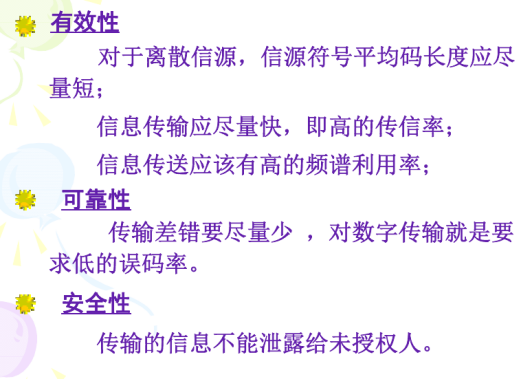 有效性
对于离散信源，信源符号平均码长度应尽
量短；
信息传输应尽量快，即高的传信率；
信息传送应该有高的频谱利用率；
可靠性
传输差错要尽量少 ，对数字传输就是要
求低的误码率。
安全性
传输的信息不能泄露给未授权人。